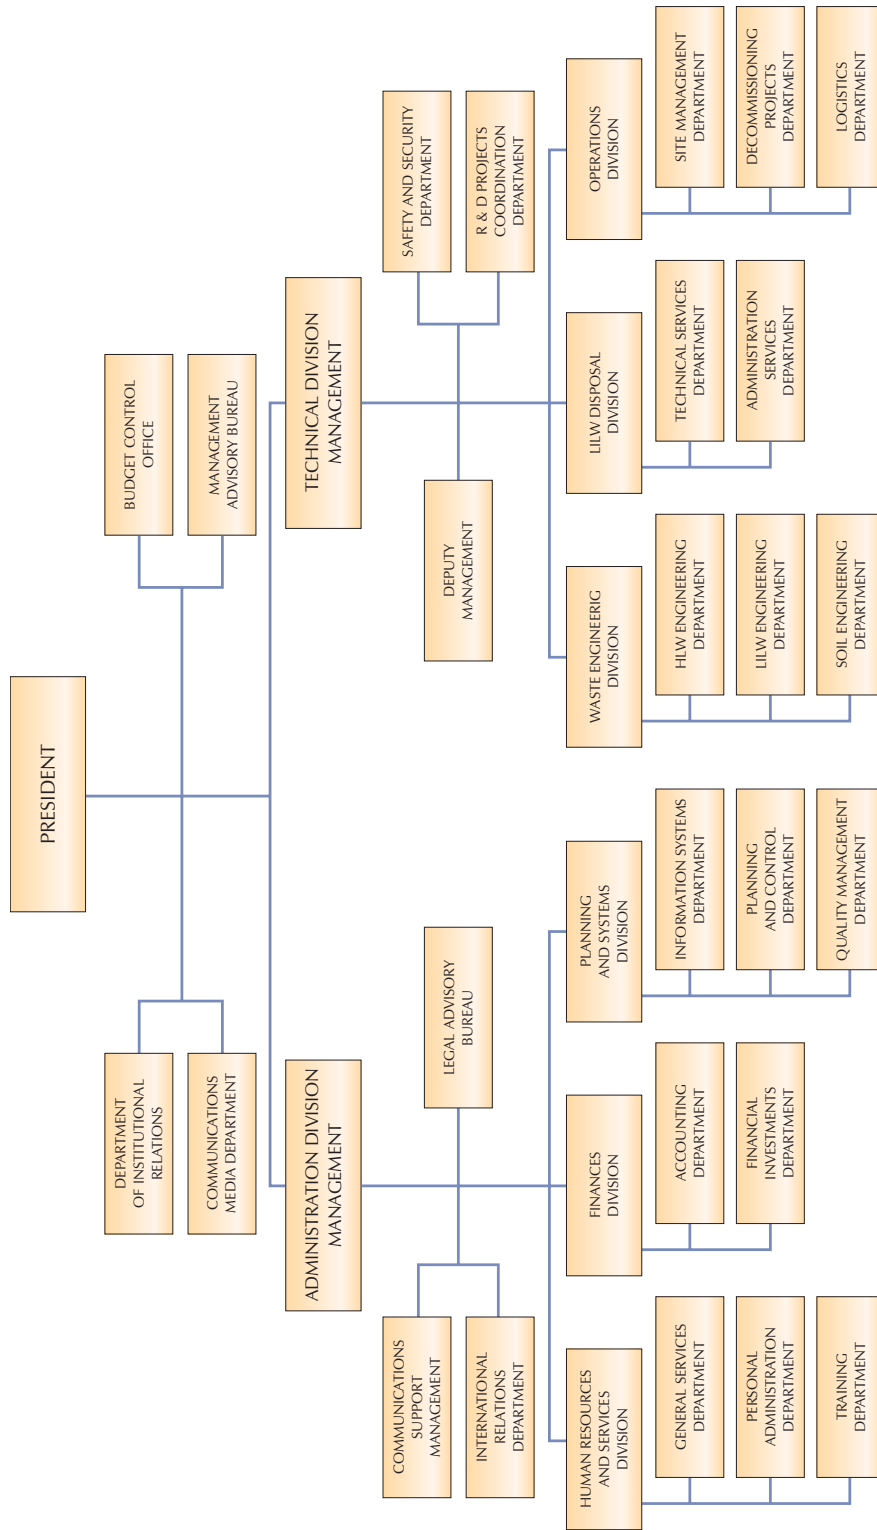 PRESIDENT
DEPARTMENT
OF INSTITUTIONAL
RELATIONS
COMMUNICATIONS
MEDIA DEPARTMENT
BUDGET CONTROL
OFFICE
MANAGEMENT
ADVISORY BUREAU
ADMINISTRATION DIVISION
MANAGEMENT
TECHNICAL DIVISION
MANAGEMENT
COMMUNICATIONS
SUPPORT
MANAGEMENT
INTERNATIONAL
RELATIONS
DEPARTMENT
LEGAL ADVISORY
BUREAU
DEPUTY
MANAGEMENT
SAFETY AND SECURITY
DEPARTMENT
R & D PROJECTS
COORDINATION
DEPARTMENT
HUMAN RESOURCES
AND SERVICES
DIVISION
GENERAL SERVICES
DEPARTMENT
PERSONAL
ADMINISTRATION
DEPARTMENT
TRAINING
DEPARTMENT
FINANCES
DIVISION
ACCOUNTING
DEPARTMENT
FINANCIAL
INVESTMENTS
DEPARTMENT
PLANNING
AND SYSTEMS
DIVISION
INFORMATION SYSTEMS
DEPARTMENT
PLANNING
AND CONTROL
DEPARTMENT
QUALITY MANAGEMENT
DEPARTMENT
WASTE ENGINEERIG
DIVISION
HLW ENGINEERING
DEPARTMENT
LILW ENGINEERING
DEPARTMENT
SOIL ENGINEERING
DEPARTMENT
LILW DISPOSAL
DIVISION
TECHNICAL SERVICES
DEPARTMENT
ADMINISTRATION
SERVICES
DEPARTMENT
OPERATIONS
DIVISION
SITE MANAGEMENT
DEPARTMENT
DECOMMISSIONING
PROJECTS
DEPARTMENT
LOGISTICS
DEPARTMENT